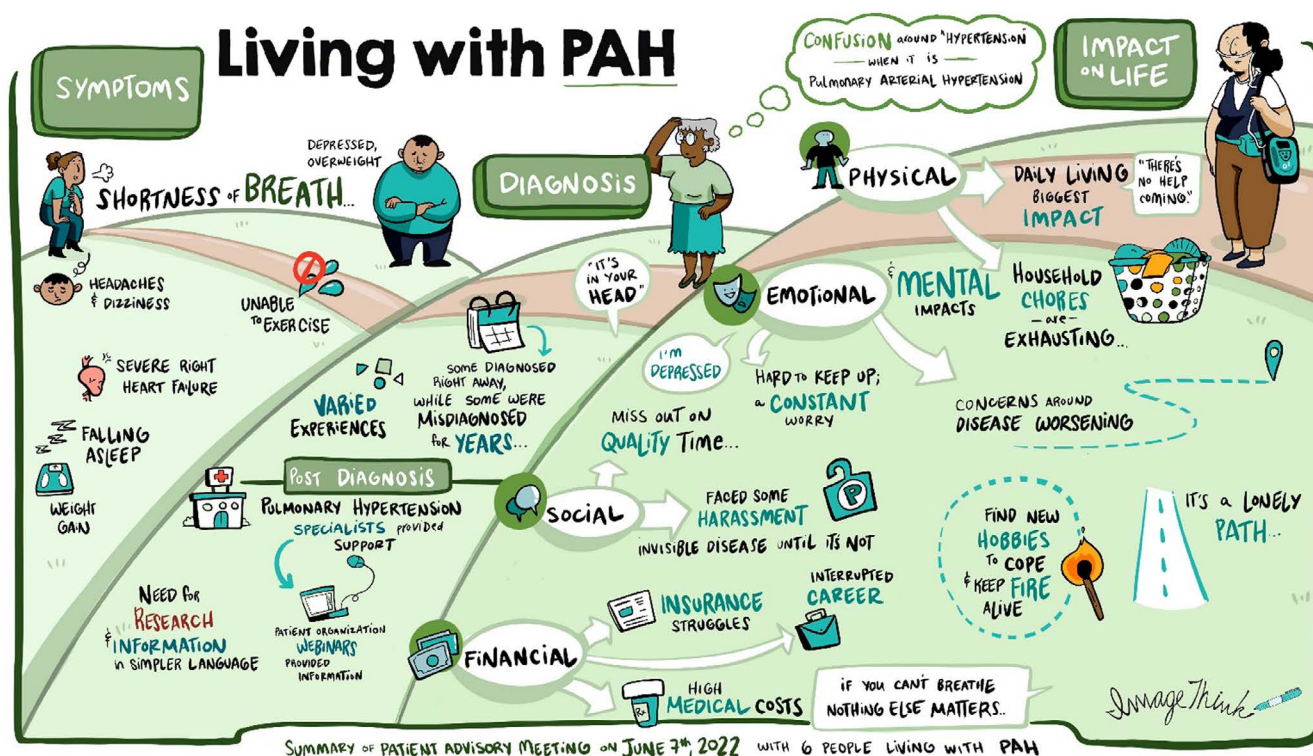 Living with PAH
SYMPTOMS
SHORTNESS OF BREATH...
DEPRESSED,
OVERWEIGHT
HEADACHES
& DIZZINESS
UNABLE
TO EXERCISE
SEVERE RIGHT
HEART FAILURE
ZZZ
FALLING
ASLEEP
WEIGHT
GAIN
NEED for
RESEARCH
& INFORMATION
in SIMPLER LANGUAGE
DIAGNOSIS
CONFUSION AROUND "HYPERTENSION"
— WHEN IT IS —
PULMONARY ARTERIAL HYPERTENSION
"IT'S
IN YOUR
HEAD"
VARIED
EXPERIENCES
SOME DIAGNOSED
RIGHT AWAY,
WHILE SOME WERE
MISDIAGNOSED
for YEARS...
POST DIAGNOSIS
PULMONARY HYPERTENSION
SPECIALISTS provided
SUPPORT
PATIENT ORGANIZATION
WEBINARS
PROVIDED
INFORMATION
IMPACT
ON LIFE
PHYSICAL
DAILY LIVING
BIGGEST
IMPACT
"THERE'S
NO HELP
COMING."
& MENTAL
IMPACTS
HOUSEHOLD
CHORES
— are —
EXHAUSTING...
EMOTIONAL
I'M
DEPRESSED
HARD TO KEEP UP;
a CONSTANT
WORRY
CONCERNS AROUND
DISEASE WORSENING
SOCIAL
MISS OUT ON
QUALITY TIME...
FACED SOME
HARASSMENT
INVISIBLE DISEASE UNTIL ITS NOT
P
FIND NEW
HOBBIES
TO COPE
& KEEP FIRE
ALIVE
IT'S A LONELY
PATH...
FINANCIAL
INSURANCE
STRUGGLES
INTERRUPTED
CAREER
HIGH
MEDICAL COSTS
Rx
IF YOU CAN'T BREATHE
NOTHING ELSE MATTERS..
ImageThink
SUMMARY OF PATIENT ADVISORY MEETING ON JUNE 7th, 2022 WITH 6 PEOPLE LIVING WITH PAH